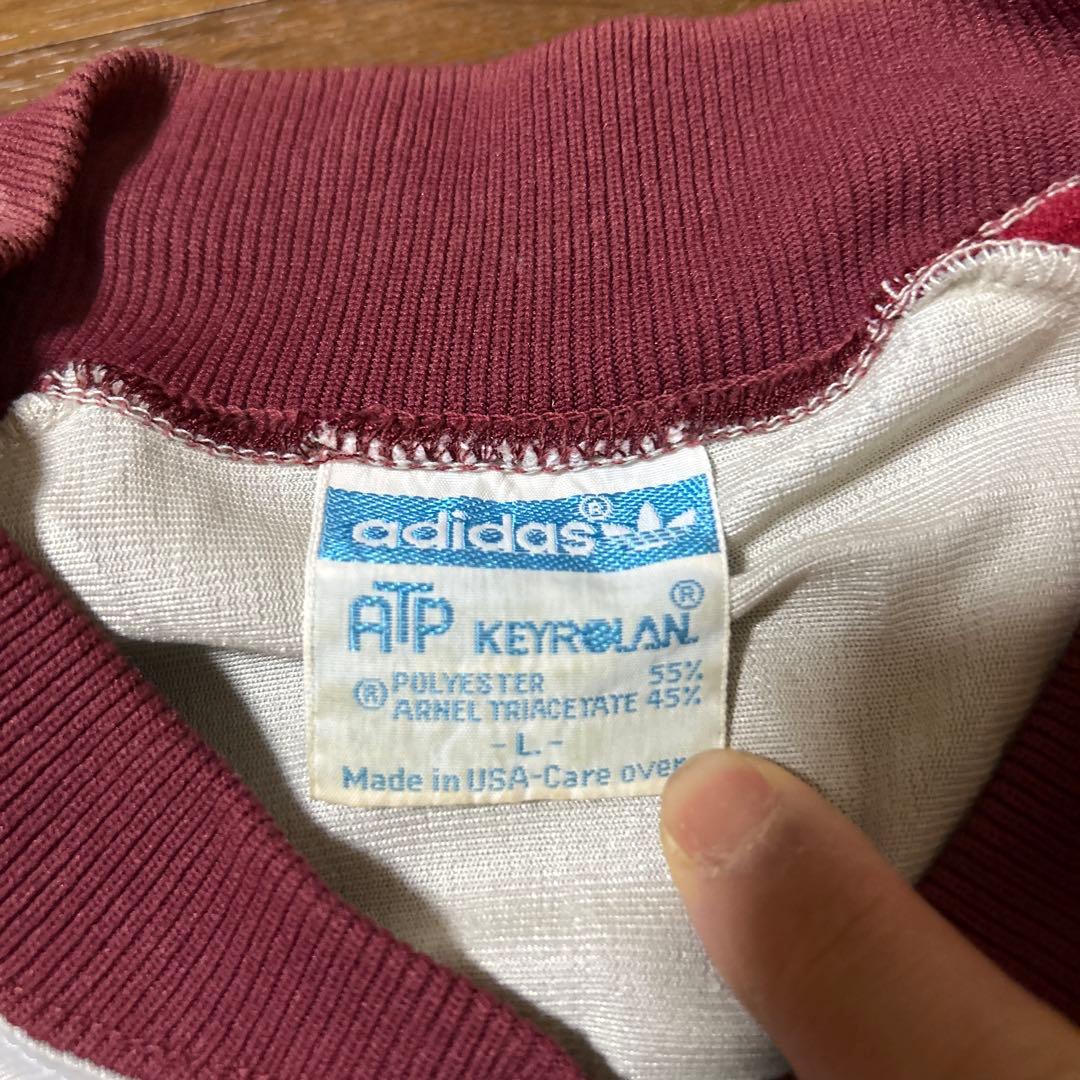 adidas®
ATP KEYROLAN.®
® POLYESTER 55%
ARNEL TRIACETATE 45%
- L. -
Made in USA-Care over